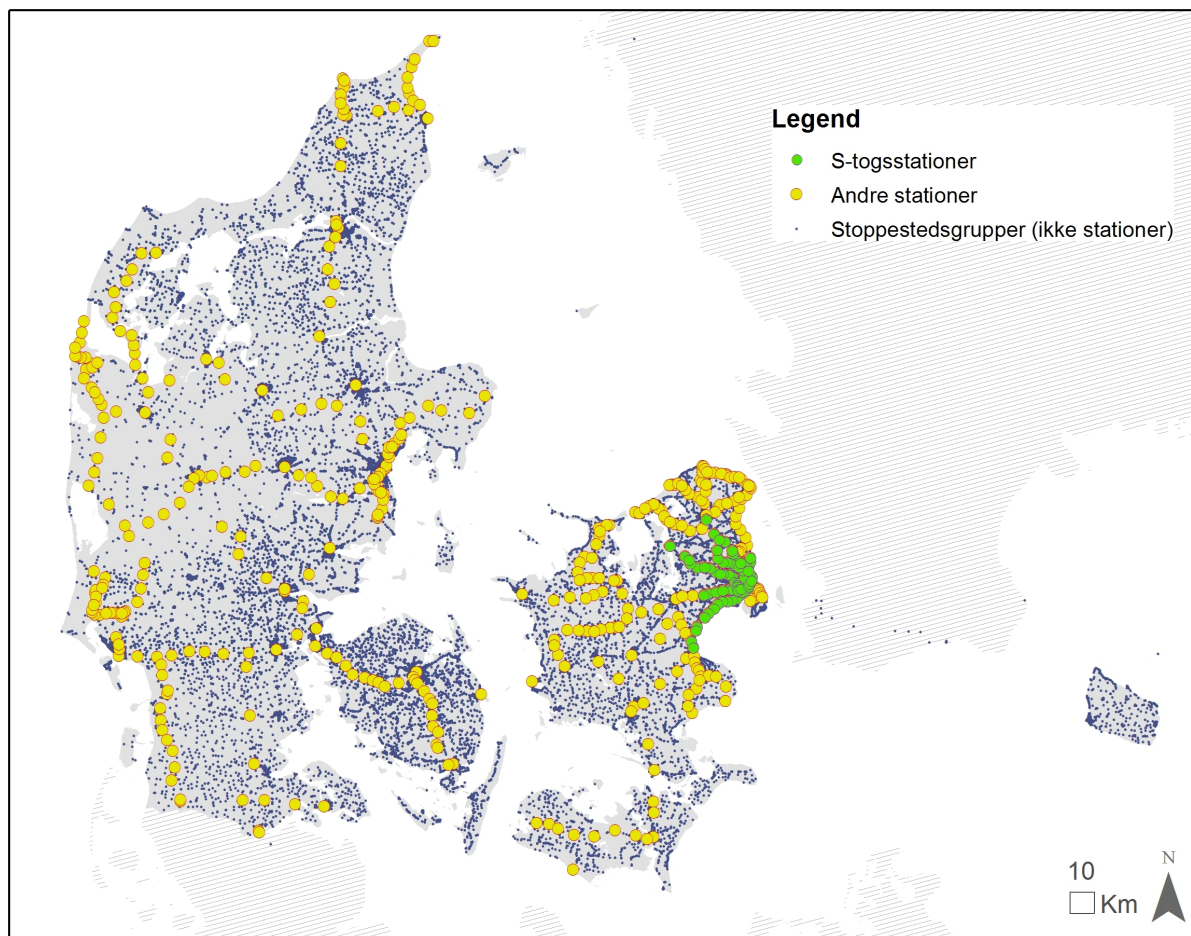 Legend
S-togsstationer
Andre stationer
Stoppestedsgrupper (ikke stationer)
10
Km
N